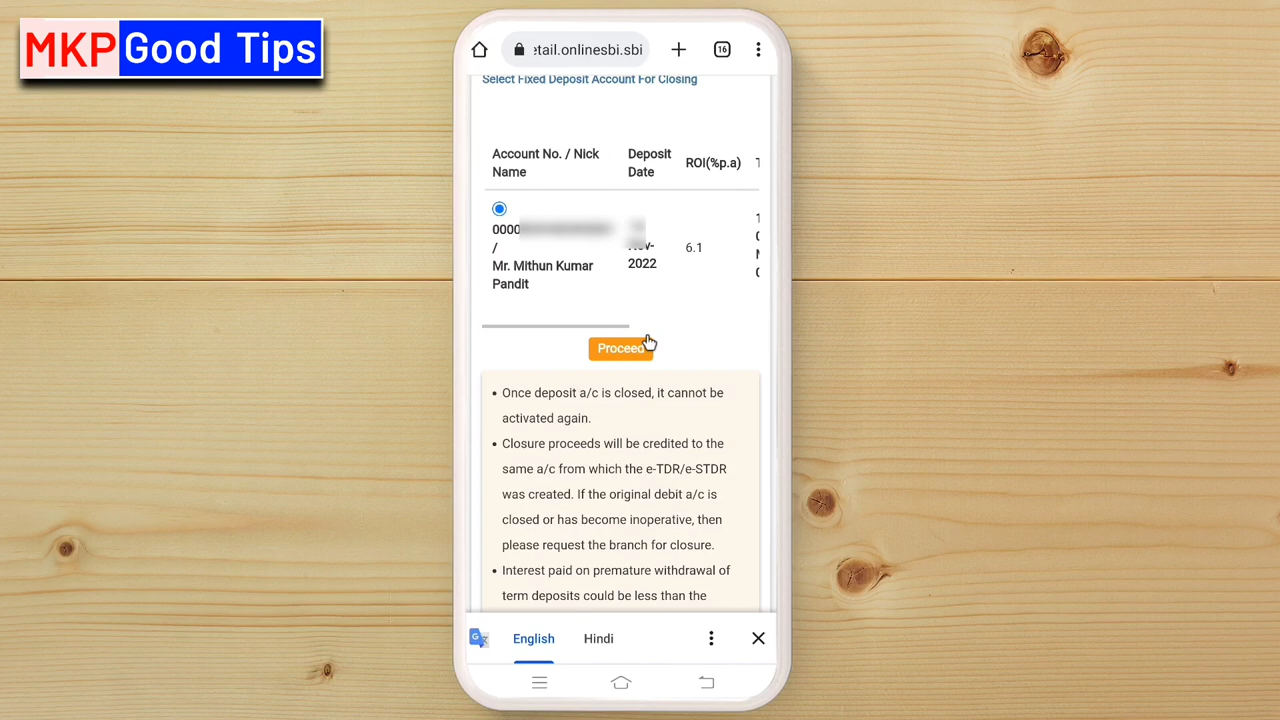 MKP Good Tips
etail.onlinesbi.sbi
16
Select Fixed Deposit Account For Closing
Account No. / Nick
Name
Deposit
Date
ROI(%p.a)
T
0000
/
Mr. Mithun Kumar
Pandit
Nov-
2022
6.1
Proceed
• Once deposit a/c is closed, it cannot be
activated again.
• Closure proceeds will be credited to the
same a/c from which the e-TDR/e-STDR
was created. If the original debit a/c is
closed or has become inoperative, then
please request the branch for closure.
• Interest paid on premature withdrawal of
term deposits could be less than the
English
Hindi